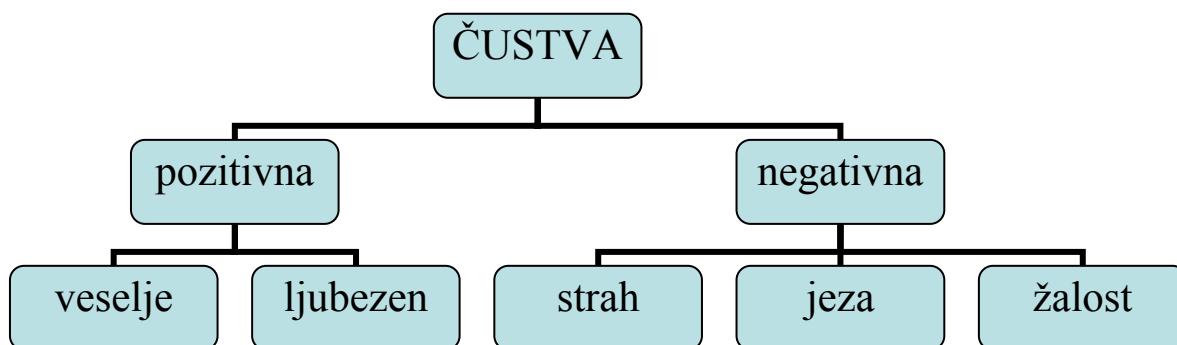 ČUSTVA
pozitivna
negativna
veselje
ljubezen
strah
jeza
žalost